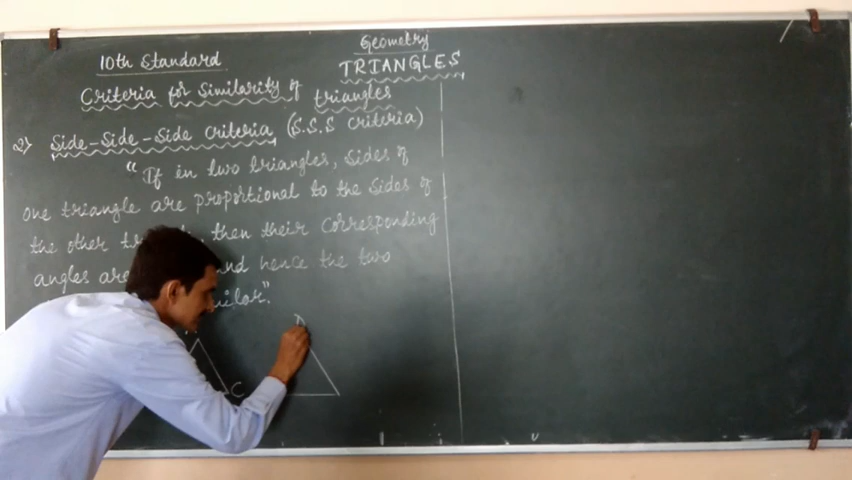 Geometry
10th Standard
TRIANGLES
Criteria for Similarity of triangles
2) Side-Side-Side Criteria (S.S.S Criteria)
"If in two triangles, sides of
one triangle are proportional to the sides of
the other then their corresponding
angles are and hence the two
"
C